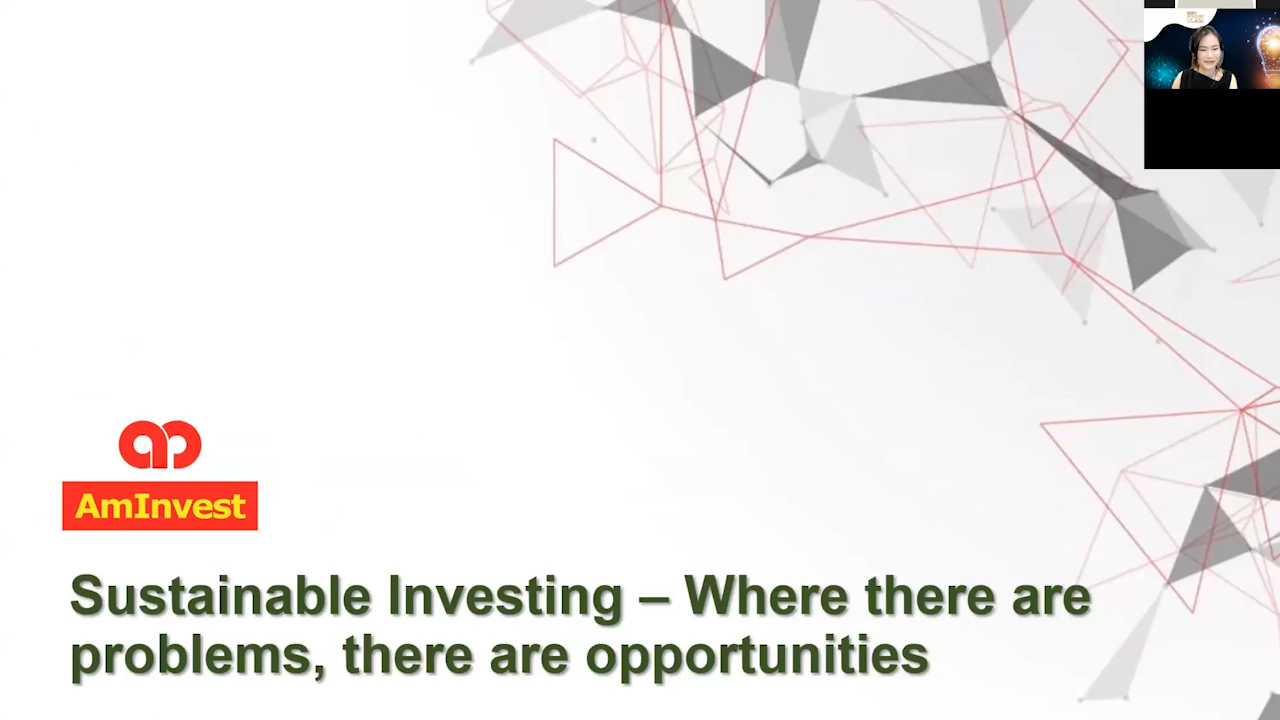 AmInvest
Sustainable Investing – Where there are
problems, there are opportunities